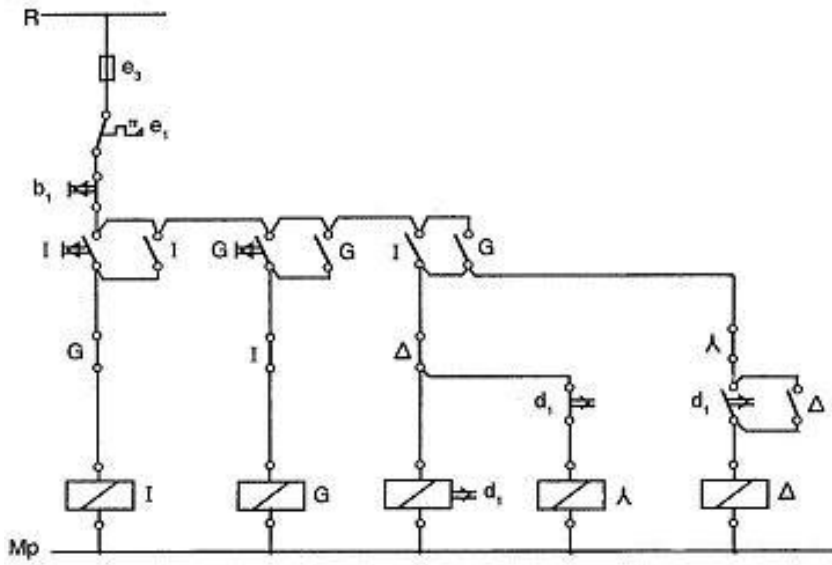 R
e₃
e₁
b₁
I I G G I G
G I Δ ⅄
d₁ d₁ Δ
I G d₁ ⅄ Δ
Mp